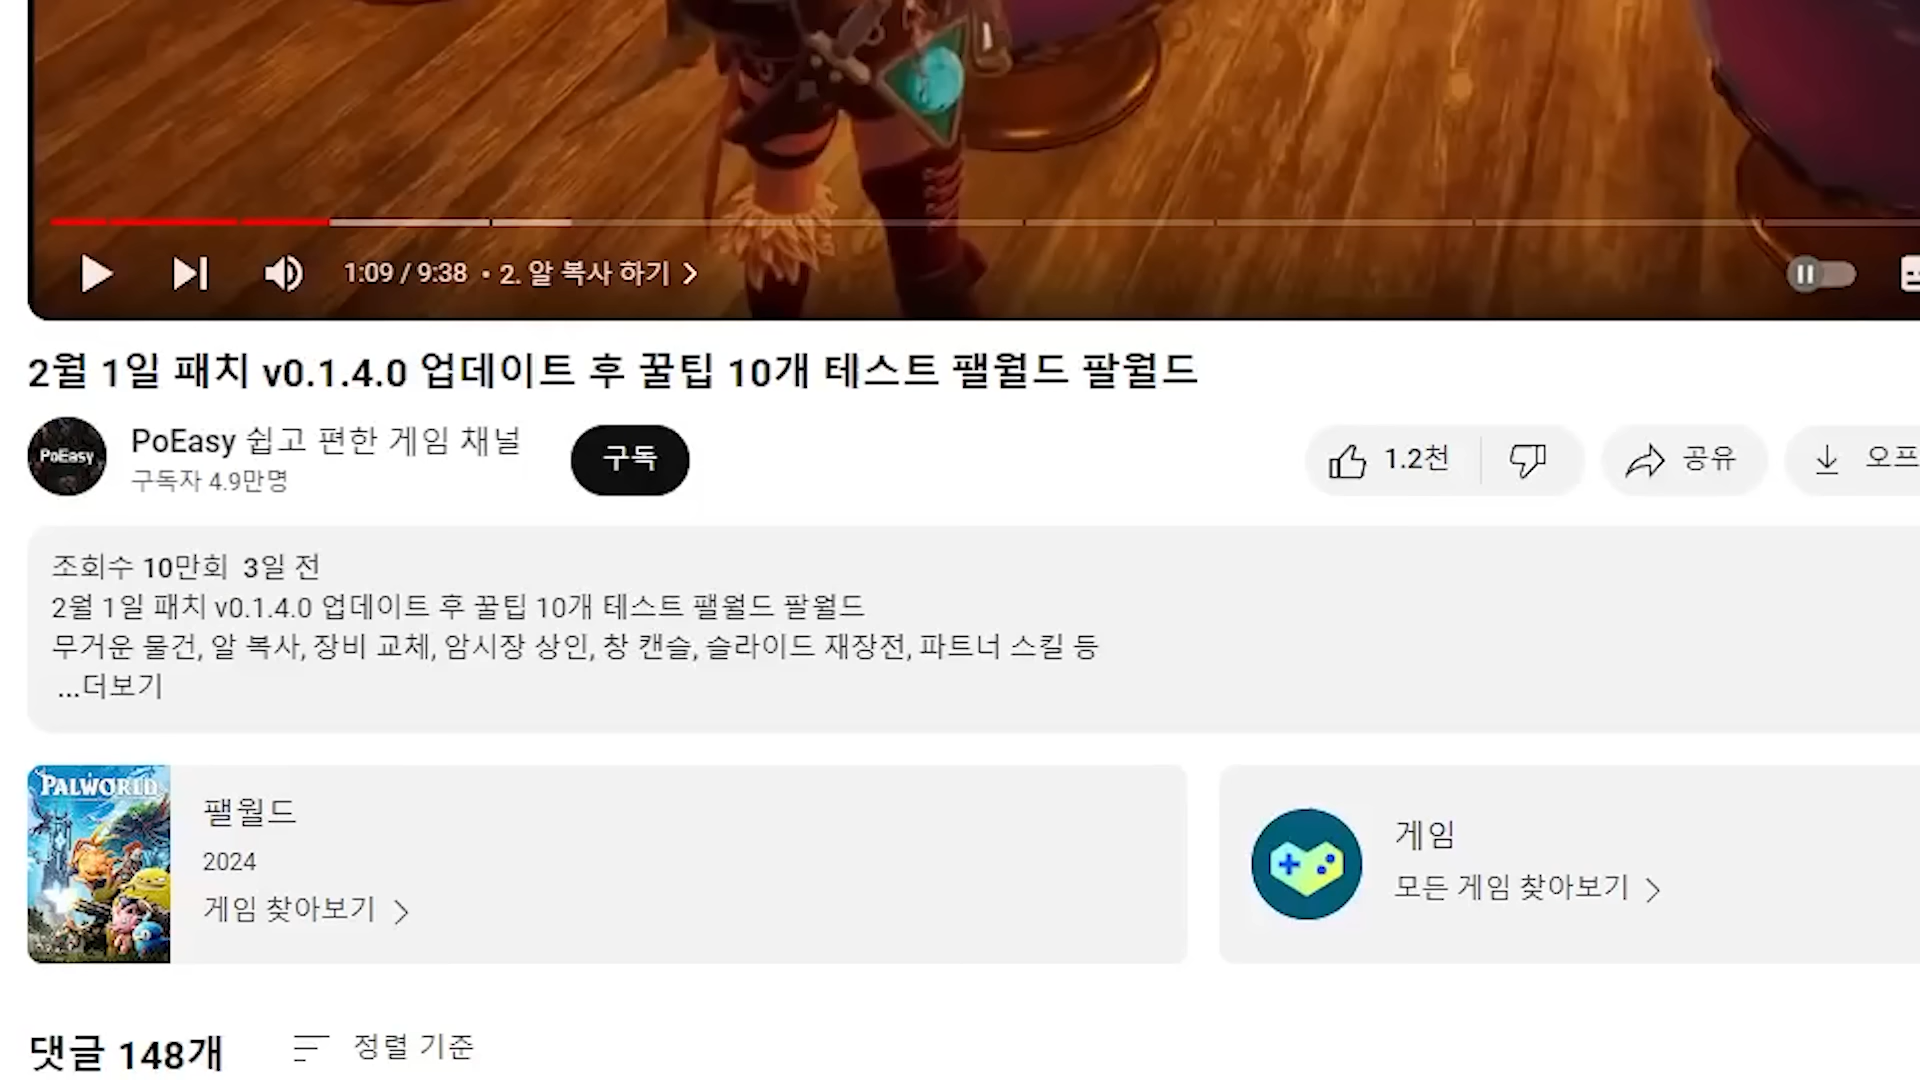 1:09 / 9:38 • 2. 알 복사 하기
2월 1일 패치 v0.1.4.0 업데이트 후 꿀팁 10개 테스트 팰월드 팔월드
PoEasy
PoEasy 쉽고 편한 게임 채널
구독자 4.9만명
구독
1.2천
공유
오프
조회수 10만회 3일 전
2월 1일 패치 v0.1.4.0 업데이트 후 꿀팁 10개 테스트 팰월드 팔월드
무거운 물건, 알 복사, 장비 교체, 암시장 상인, 창 캔슬, 슬라이드 재장전, 파트너 스킬 등
...더보기
PALWORLD
팰월드
2024
게임 찾아보기
게임
모든 게임 찾아보기
댓글 148개
정렬 기준